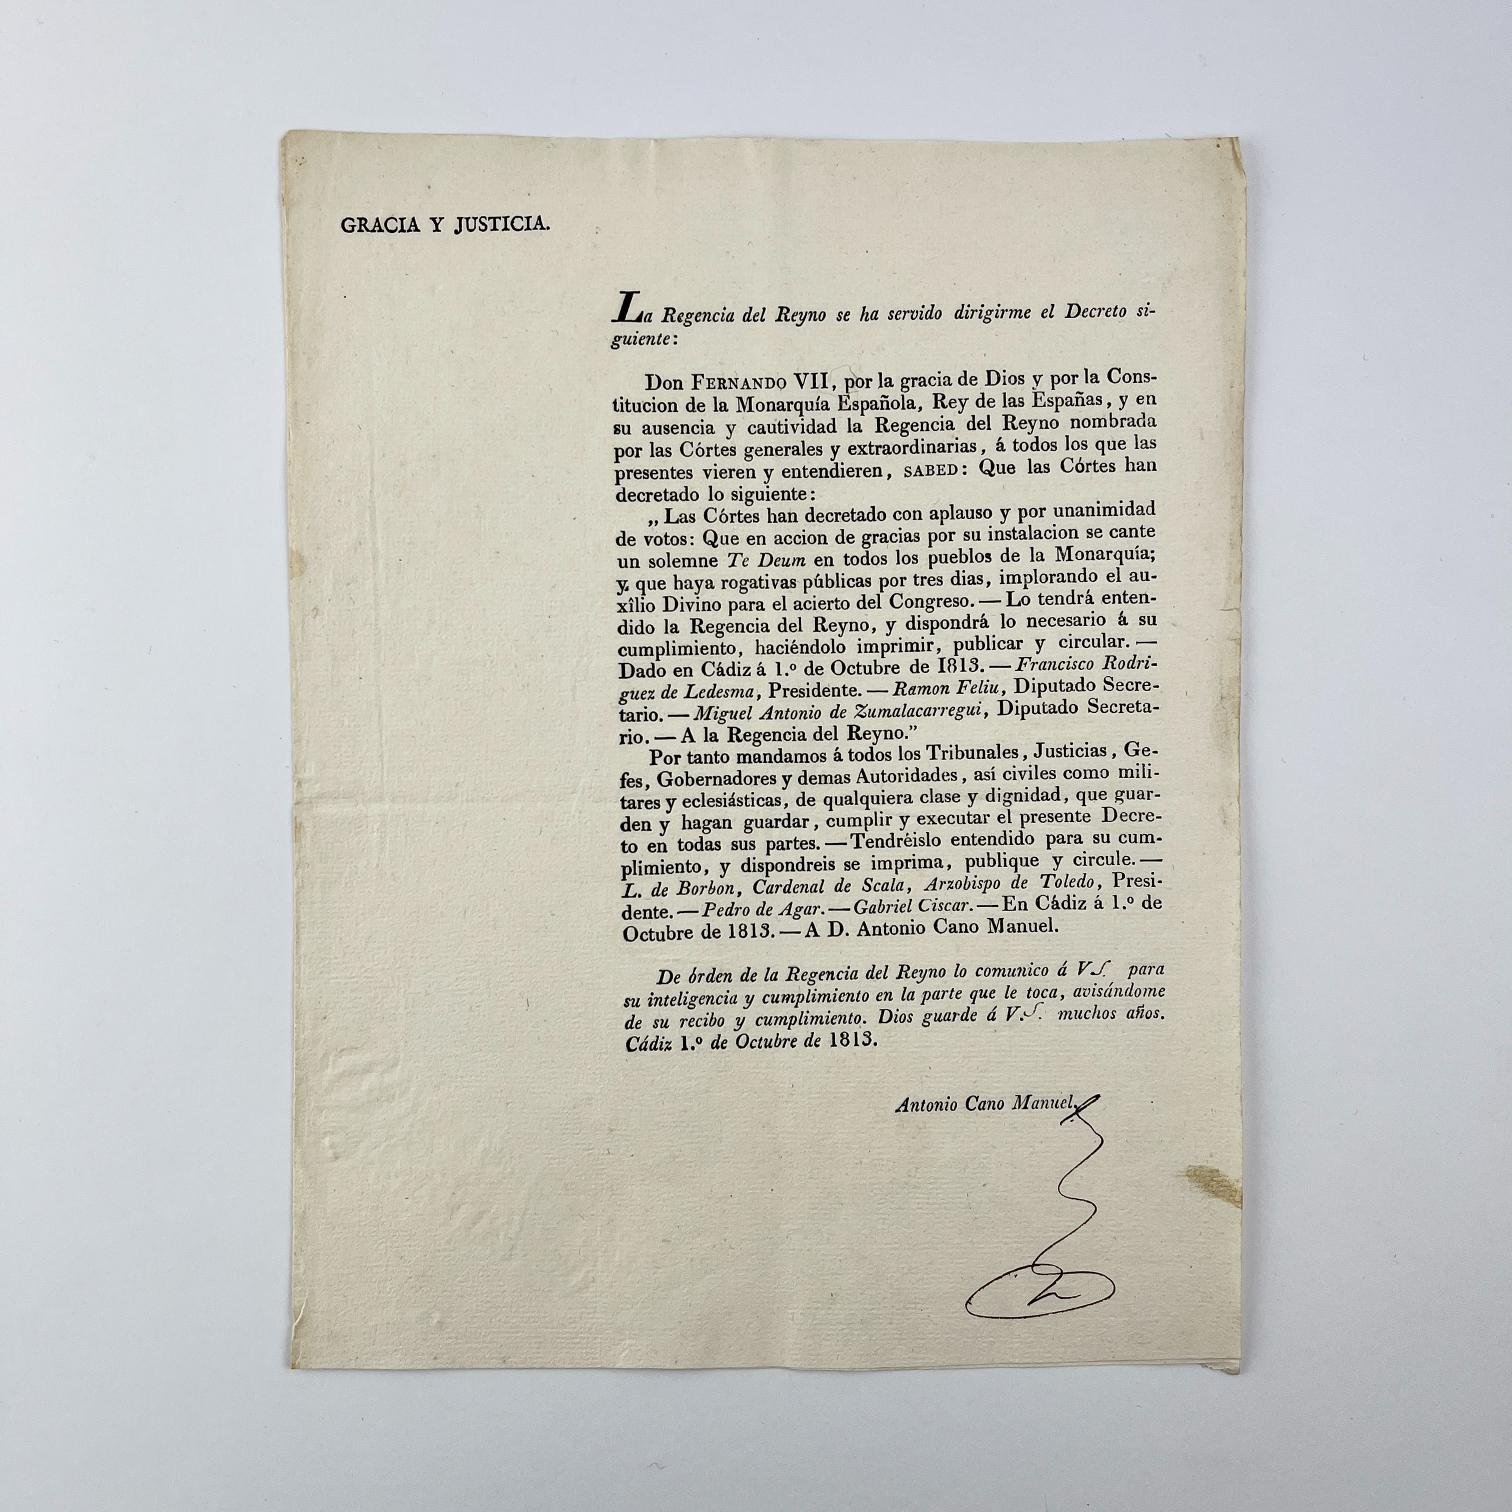 GRACIA Y JUSTICIA.
La Regencia del Reyno se ha servido dirigirme el Decreto si-
guiente:
Don FERNANDO VII, por la gracia de Dios y por la Cons-
titucion de la Monarquía Española, Rey de las Españas, y en
su ausencia y cautividad la Regencia del Reyno nombrada
por las Córtes generales y extraordinarias, á todos los que las
presentes vieren y entendieren, SABED: Que las Córtes han
decretado lo siguiente:
„Las Córtes han decretado con aplauso y por unanimidad
de votos: Que en accion de gracias por su instalacion se cante
un solemne Te Deum en todos los pueblos de la Monarquía;
y que haya rogativas públicas por tres dias, implorando el au-
xîlio Divino para el acierto del Congreso.—Lo tendrá enten-
dido la Regencia del Reyno, y dispondrá lo necesario á su
cumplimiento, haciéndolo imprimir, publicar y circular.—
Dado en Cádiz á 1.º de Octubre de 1813.—Francisco Rodri-
guez de Ledesma, Presidente.—Ramon Feliu, Diputado Secre-
tario.—Miguel Antonio de Zumalacarregui, Diputado Secreta-
rio.—A la Regencia del Reyno.”
Por tanto mandamos á todos los Tribunales, Justicias, Ge-
fes, Gobernadores y demas Autoridades, así civiles como mili-
tares y eclesiásticas, de qualquiera clase y dignidad, que guar-
den y hagan guardar, cumplir y executar el presente Decre-
to en todas sus partes.—Tendréislo entendido para su cum-
plimiento, y dispondreis se imprima, publique y circule.—
L. de Borbon, Cardenal de Scala, Arzobispo de Toledo, Presi-
dente.—Pedro de Agar.—Gabriel Ciscar.—En Cádiz á 1.º de
Octubre de 1813.—A D. Antonio Cano Manuel.
De órden de la Regencia del Reyno lo comunico á V S. para
su inteligencia y cumplimiento en la parte que le toca, avisándome
de su recibo y cumplimiento. Dios guarde á V. S. muchos años.
Cádiz 1.º de Octubre de 1813.
Antonio Cano Manuel.